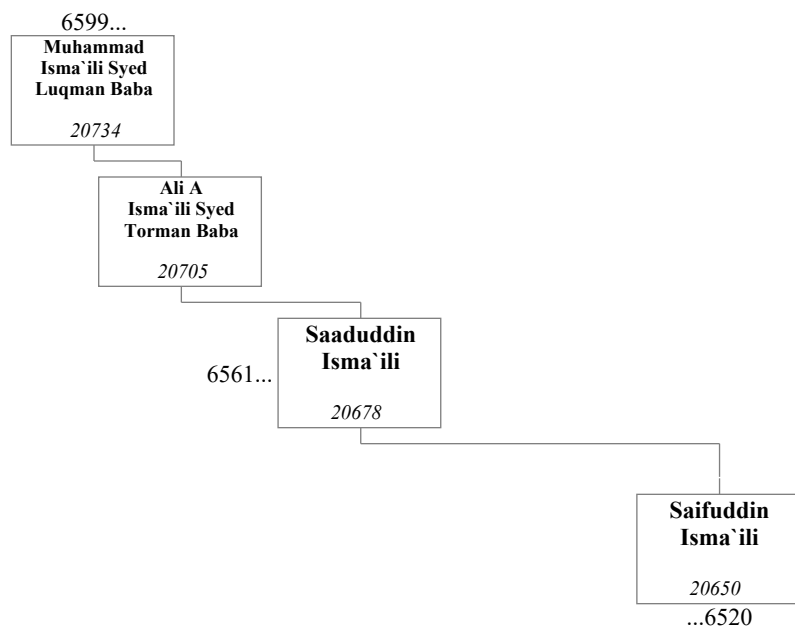 6599...
Muhammad
Isma`ili Syed
Luqman Baba
20734
Ali A
Isma`ili Syed
Torman Baba
20705
Saaduddin
Isma`ili
6561...
20678
Saifuddin
Isma`ili
20650
...6520